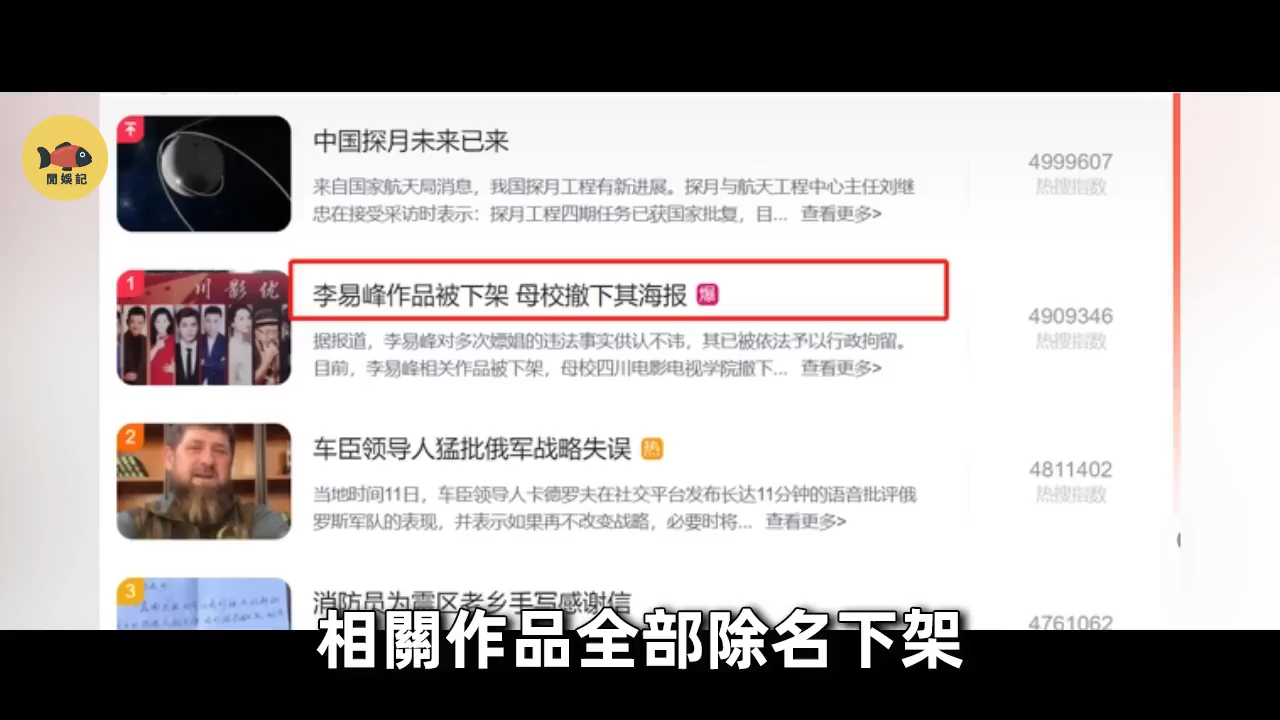 中国探月未来已来
来自国家航天局消息，我国探月工程有新进展。探月与航天工程中心主任刘继
忠在接受采访时表示：探月工程四期任务已获国家批复，目... 查看更多>
4999607
热搜指数
閒娛記
1
川影优
李易峰作品被下架 母校撤下其海报 爆
据报道，李易峰对多次嫖娼的违法事实供认不讳，其已被依法予以行政拘留。
目前，李易峰相关作品被下架，母校四川电影电视学院撤下... 查看更多>
4909346
热搜指数
2
车臣领导人猛批俄军战略失误 热
当地时间11日，车臣领导人卡德罗夫在社交平台发布长达11分钟的语音批评俄
罗斯军队的表现，并表示如果再不改变战略，必要时将... 查看更多>
4811402
热搜指数
3
消防员为震区老乡手写感谢信
4761062
相關作品全部除名下架